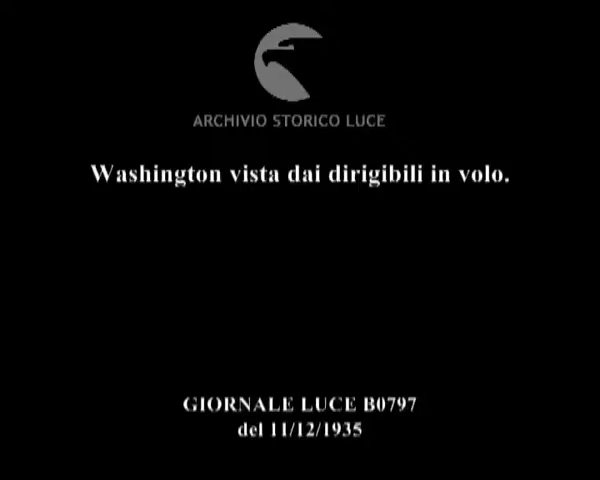 ARCHIVIO STORICO LUCE
Washington vista dai dirigibili in volo.
GIORNALE LUCE B0797
del 11/12/1935